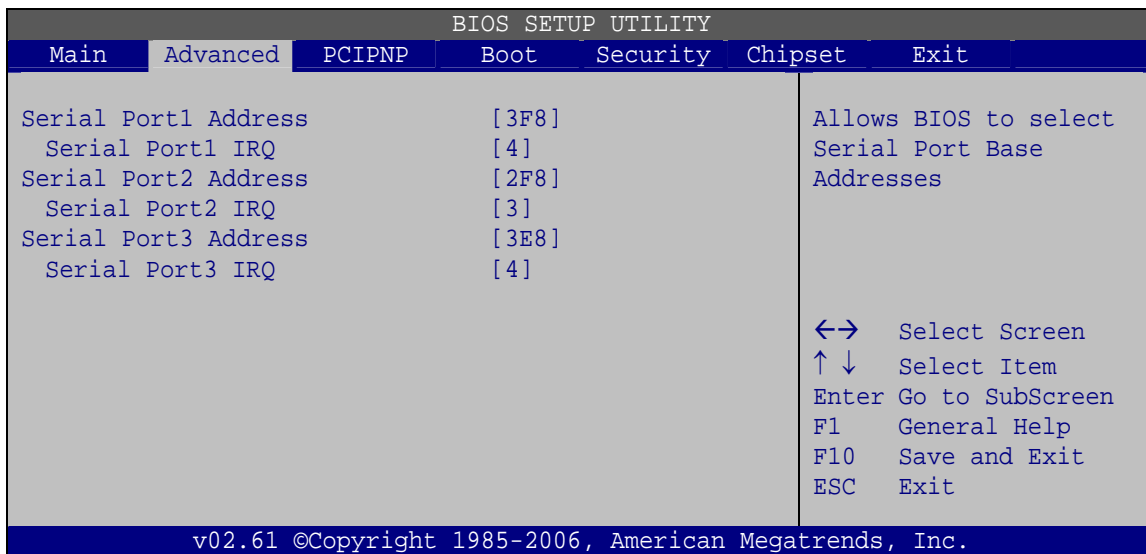 BIOS SETUP UTILITY
Main Advanced PCIPNP Boot Security Chipset Exit
Serial Port1 Address [3F8]
Serial Port1 IRQ [4]
Serial Port2 Address [2F8]
Serial Port2 IRQ [3]
Serial Port3 Address [3E8]
Serial Port3 IRQ [4]
Allows BIOS to select
Serial Port Base
Addresses
←→ Select Screen
↑ ↓ Select Item
Enter Go to SubScreen
F1 General Help
F10 Save and Exit
ESC Exit
v02.61 ©Copyright 1985-2006, American Megatrends, Inc.